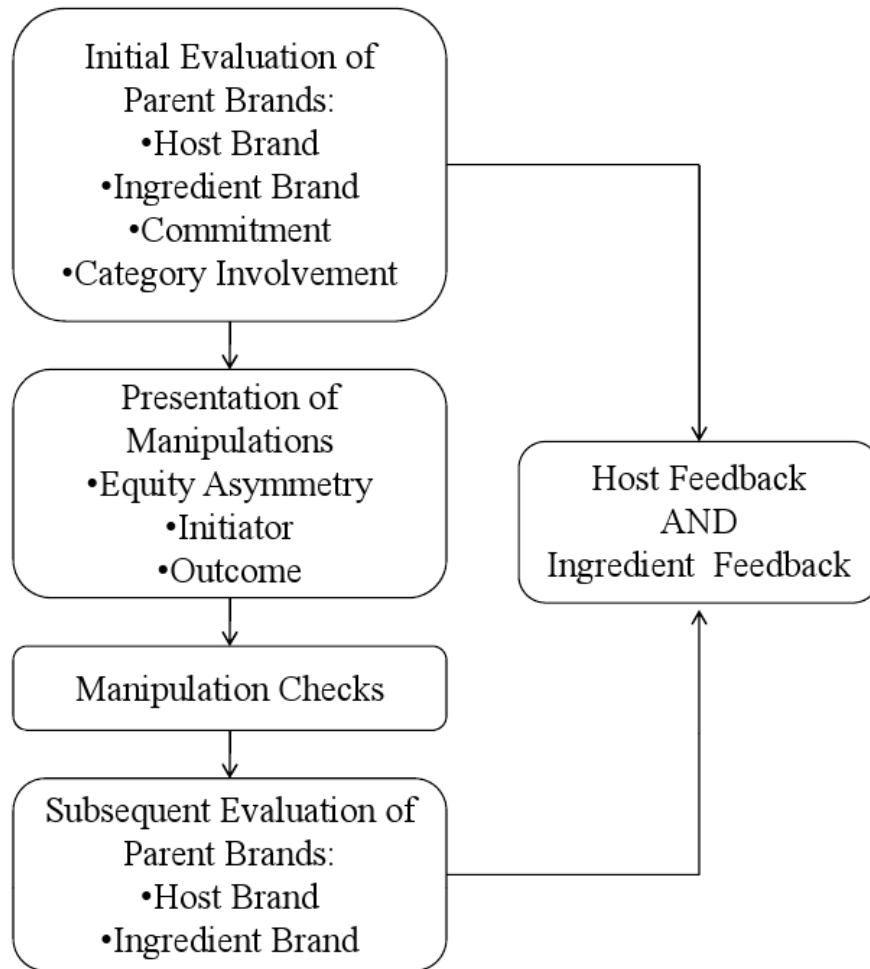 Initial Evaluation of
Parent Brands:
•Host Brand
•Ingredient Brand
•Commitment
•Category Involvement
Presentation of
Manipulations
•Equity Asymmetry
•Initiator
•Outcome
Manipulation Checks
Subsequent Evaluation of
Parent Brands:
•Host Brand
•Ingredient Brand
Host Feedback
AND
Ingredient Feedback